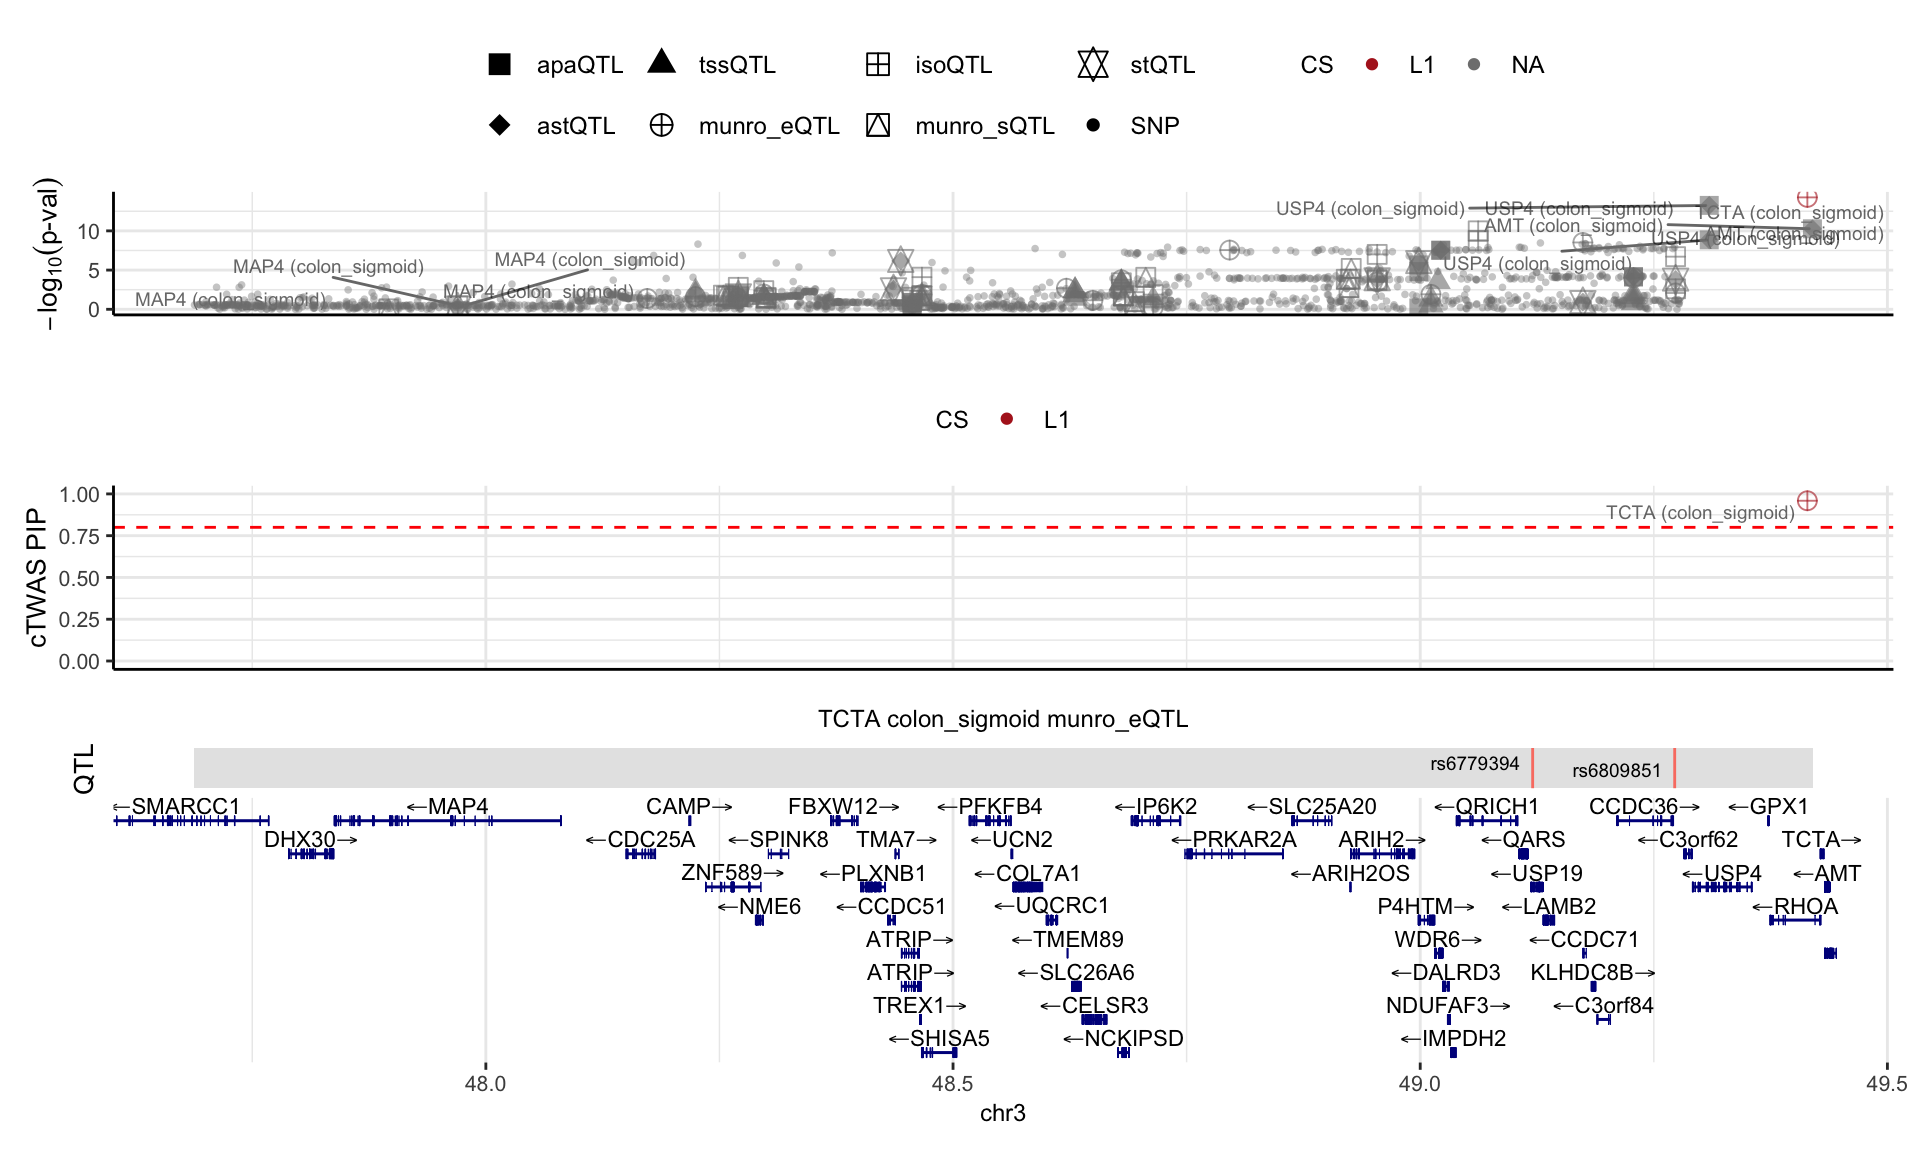 apaQTL tssQTL isoQTL stQTL CS L1 NA
astQTL munro_eQTL munro_sQTL SNP
−log10(p-val)
10
5
0
USP4 (colon_sigmoid) USP4 (colon_sigmoid) TCTA (colon_sigmoid)
AMT (colon_sigmoid) AMT (colon_sigmoid)
USP4 (colon_sigmoid)
MAP4 (colon_sigmoid) MAP4 (colon_sigmoid) USP4 (colon_sigmoid)
MAP4 (colon_sigmoid) MAP4 (colon_sigmoid)
CS L1
cTWAS PIP
1.00
0.75
0.50
0.25
0.00
TCTA (colon_sigmoid)
TCTA colon_sigmoid munro_eQTL
QTL
rs6779394 rs6809851
←SMARCC1 ←MAP4 CAMP→ FBXW12→ ←PFKFB4 ←IP6K2 ←SLC25A20 ←QRICH1 CCDC36→ ←GPX1
DHX30→ ←CDC25A ←SPINK8 TMA7→ ←UCN2 ←PRKAR2A ARIH2→ ←QARS ←C3orf62 TCTA→
ZNF589→ ←PLXNB1 ←COL7A1 ←ARIH2OS ←USP19 ←USP4 ←AMT
←NME6 ←CCDC51 ←UQCRC1 P4HTM→ ←LAMB2 ←RHOA
ATRIP→ ←TMEM89 WDR6→ ←CCDC71
ATRIP→ ←SLC26A6 ←DALRD3 KLHDC8B→
TREX1→ ←CELSR3 NDUFAF3→ ←C3orf84
←SHISA5 ←NCKIPSD ←IMPDH2
48.0 48.5 49.0 49.5
chr3